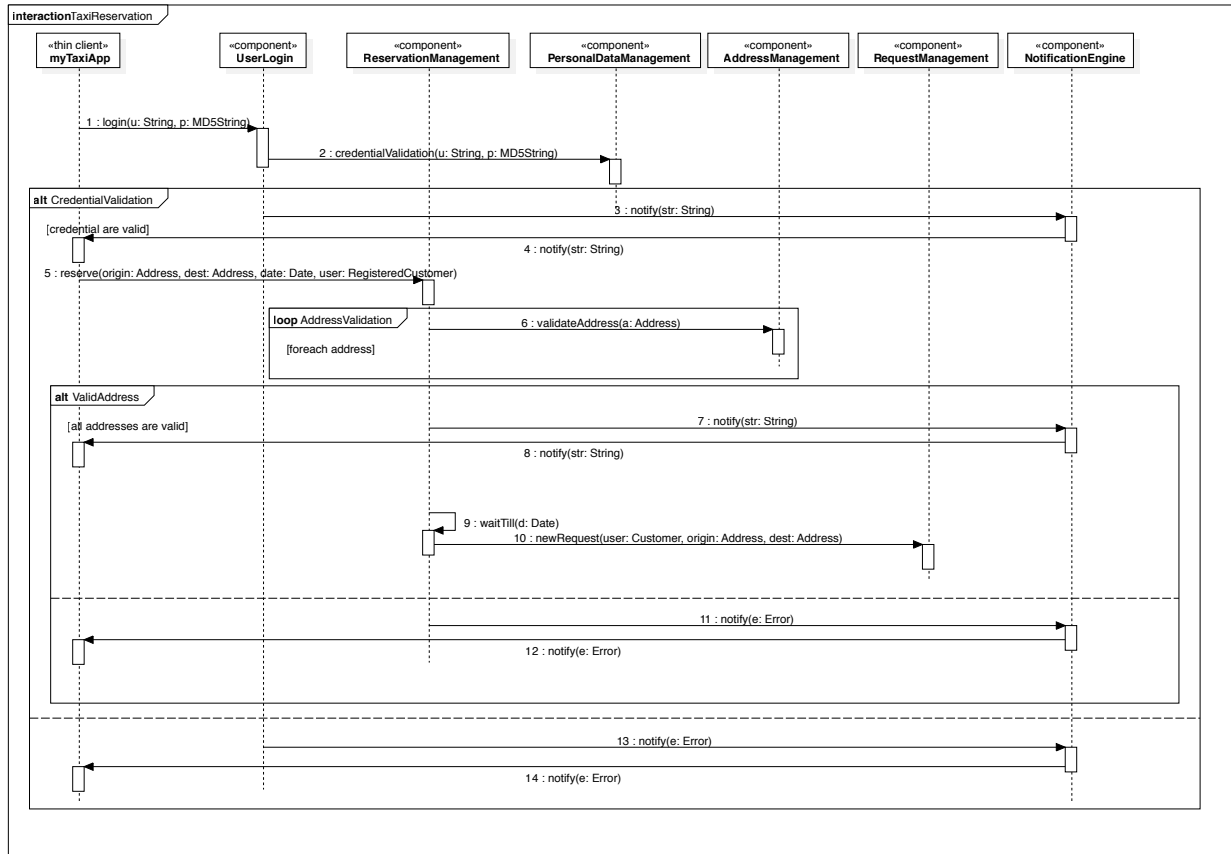 interactionTaxiReservation
«thin client»
myTaxiApp
«component»
UserLogin
«component»
ReservationManagement
«component»
PersonalDataManagement
«component»
AddressManagement
«component»
RequestManagement
«component»
NotificationEngine
1 : login(u: String, p: MD5String)
2 : credentialValidation(u: String, p: MD5String)
alt CredentialValidation
3 : notify(str: String)
[credential are valid]
4 : notify(str: String)
5 : reserve(origin: Address, dest: Address, date: Date, user: RegisteredCustomer)
loop AddressValidation
6 : validateAddress(a: Address)
[foreach address]
alt ValidAddress
7 : notify(str: String)
[all addresses are valid]
8 : notify(str: String)
9 : waitTill(d: Date)
10 : newRequest(user: Customer, origin: Address, dest: Address)
11 : notify(e: Error)
12 : notify(e: Error)
13 : notify(e: Error)
14 : notify(e: Error)